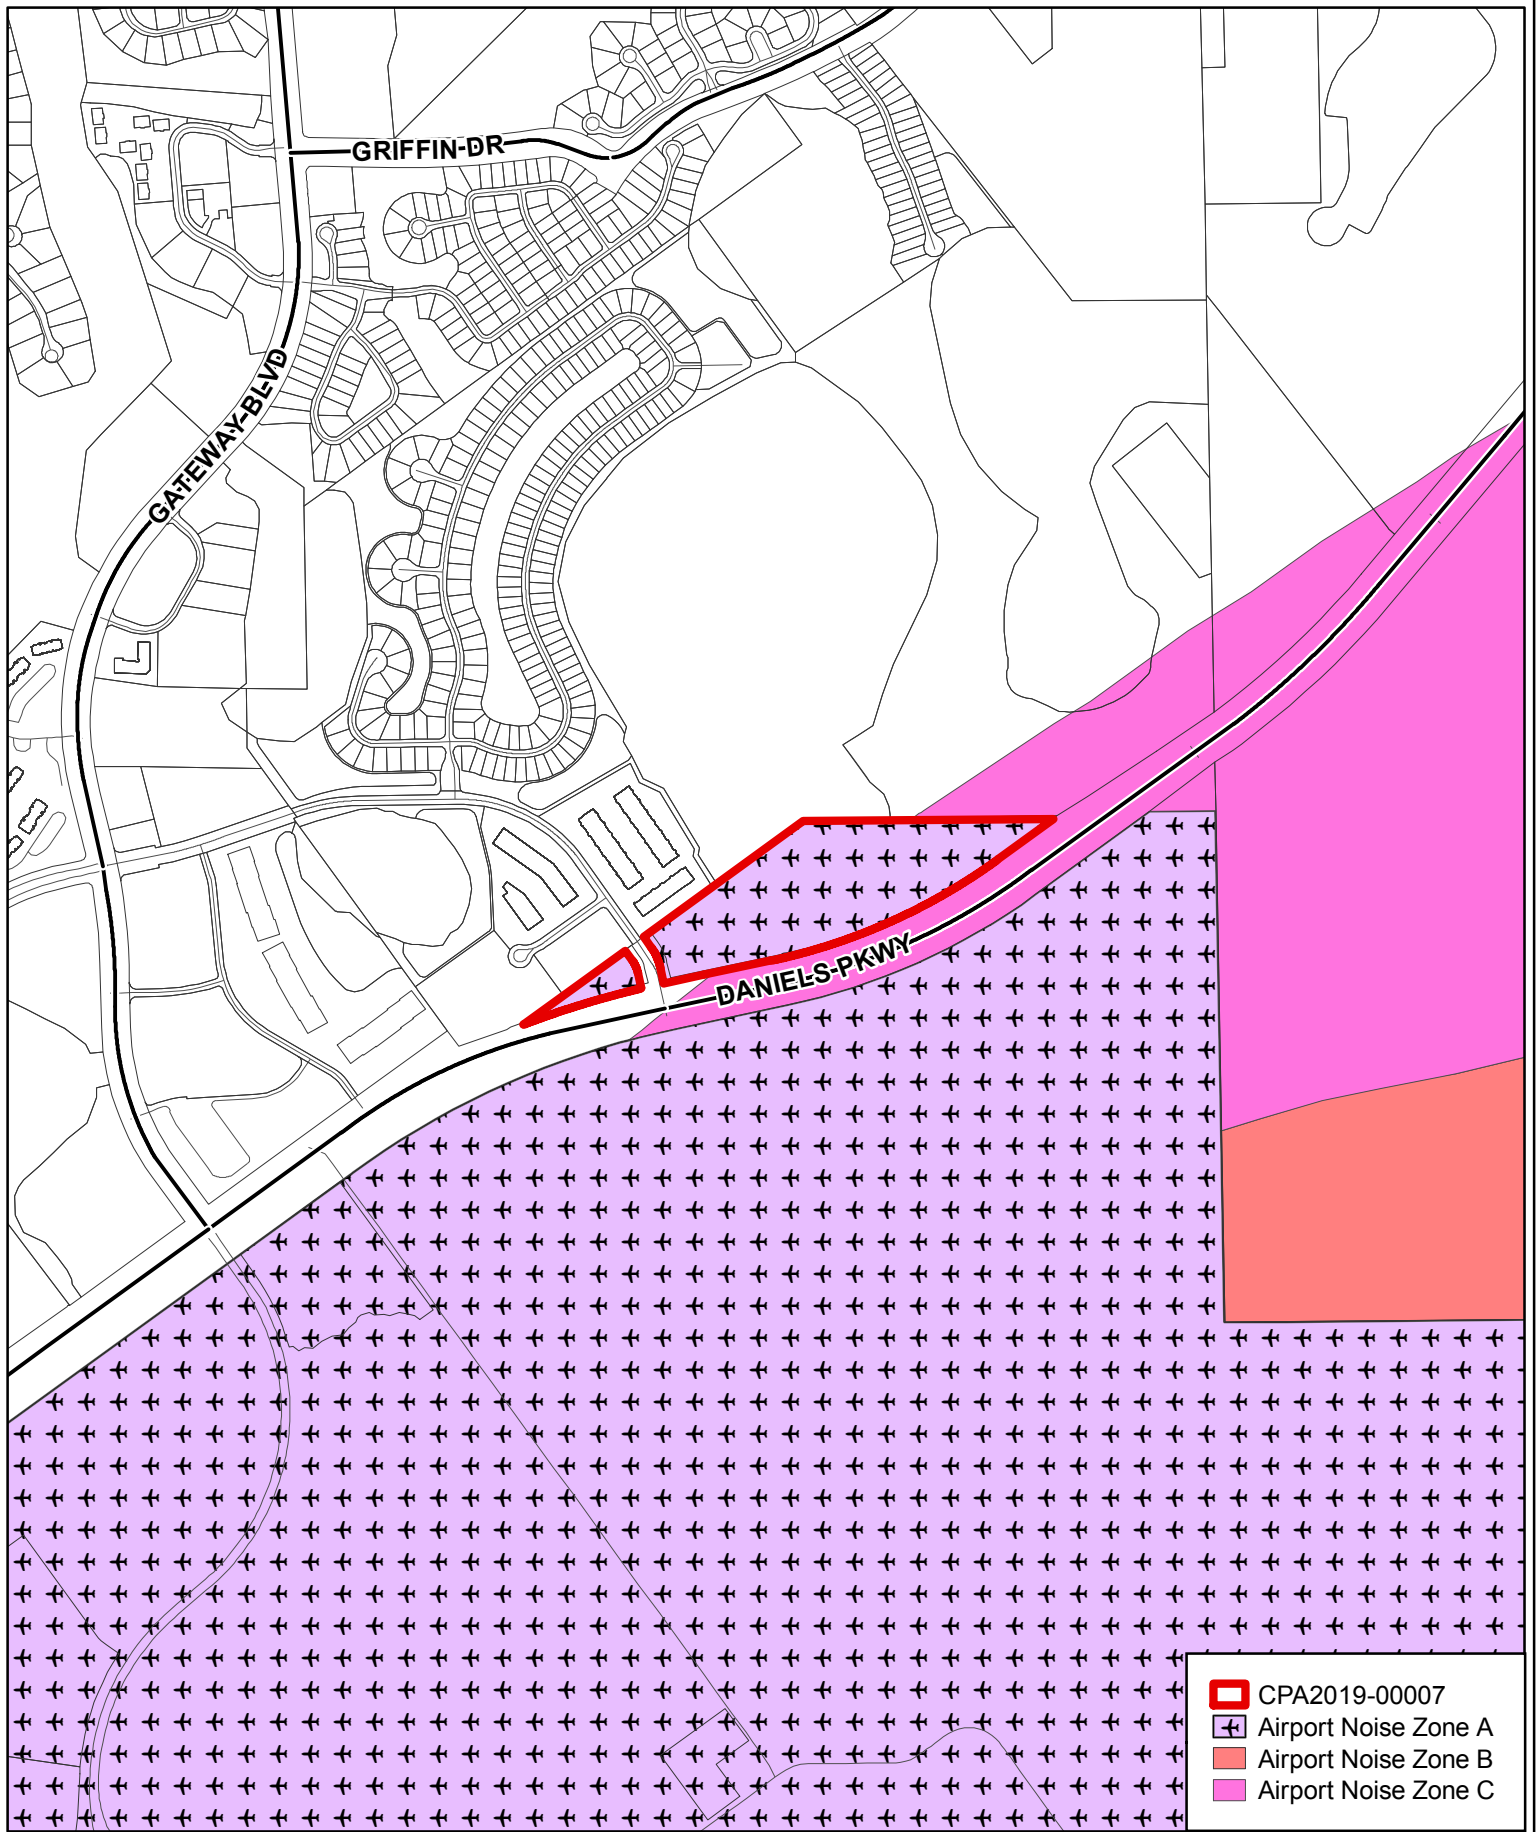 GRIFFIN DR
GATEWAY BLVD
DANIELS PKWY
CPA2019-00007
Airport Noise Zone A
Airport Noise Zone B
Airport Noise Zone C